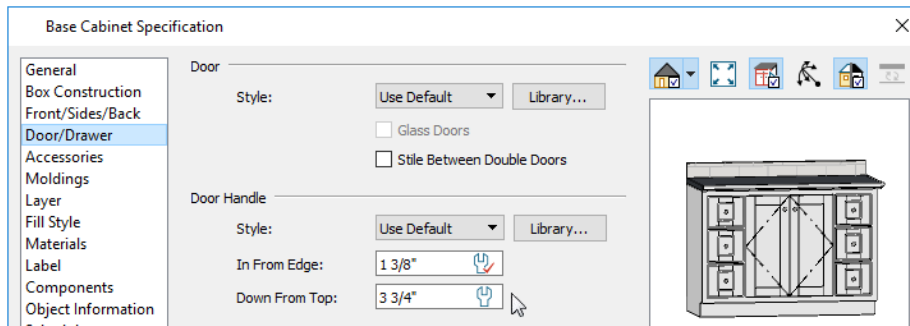 Base Cabinet Specification
General
Box Construction
Front/Sides/Back
Door/Drawer
Accessories
Moldings
Layer
Fill Style
Materials
Label
Components
Object Information
Door
Style:
Use Default
Library...
Glass Doors
Stile Between Double Doors
Door Handle
Style:
Use Default
Library...
In From Edge:
1 3/8"
Down From Top:
3 3/4"